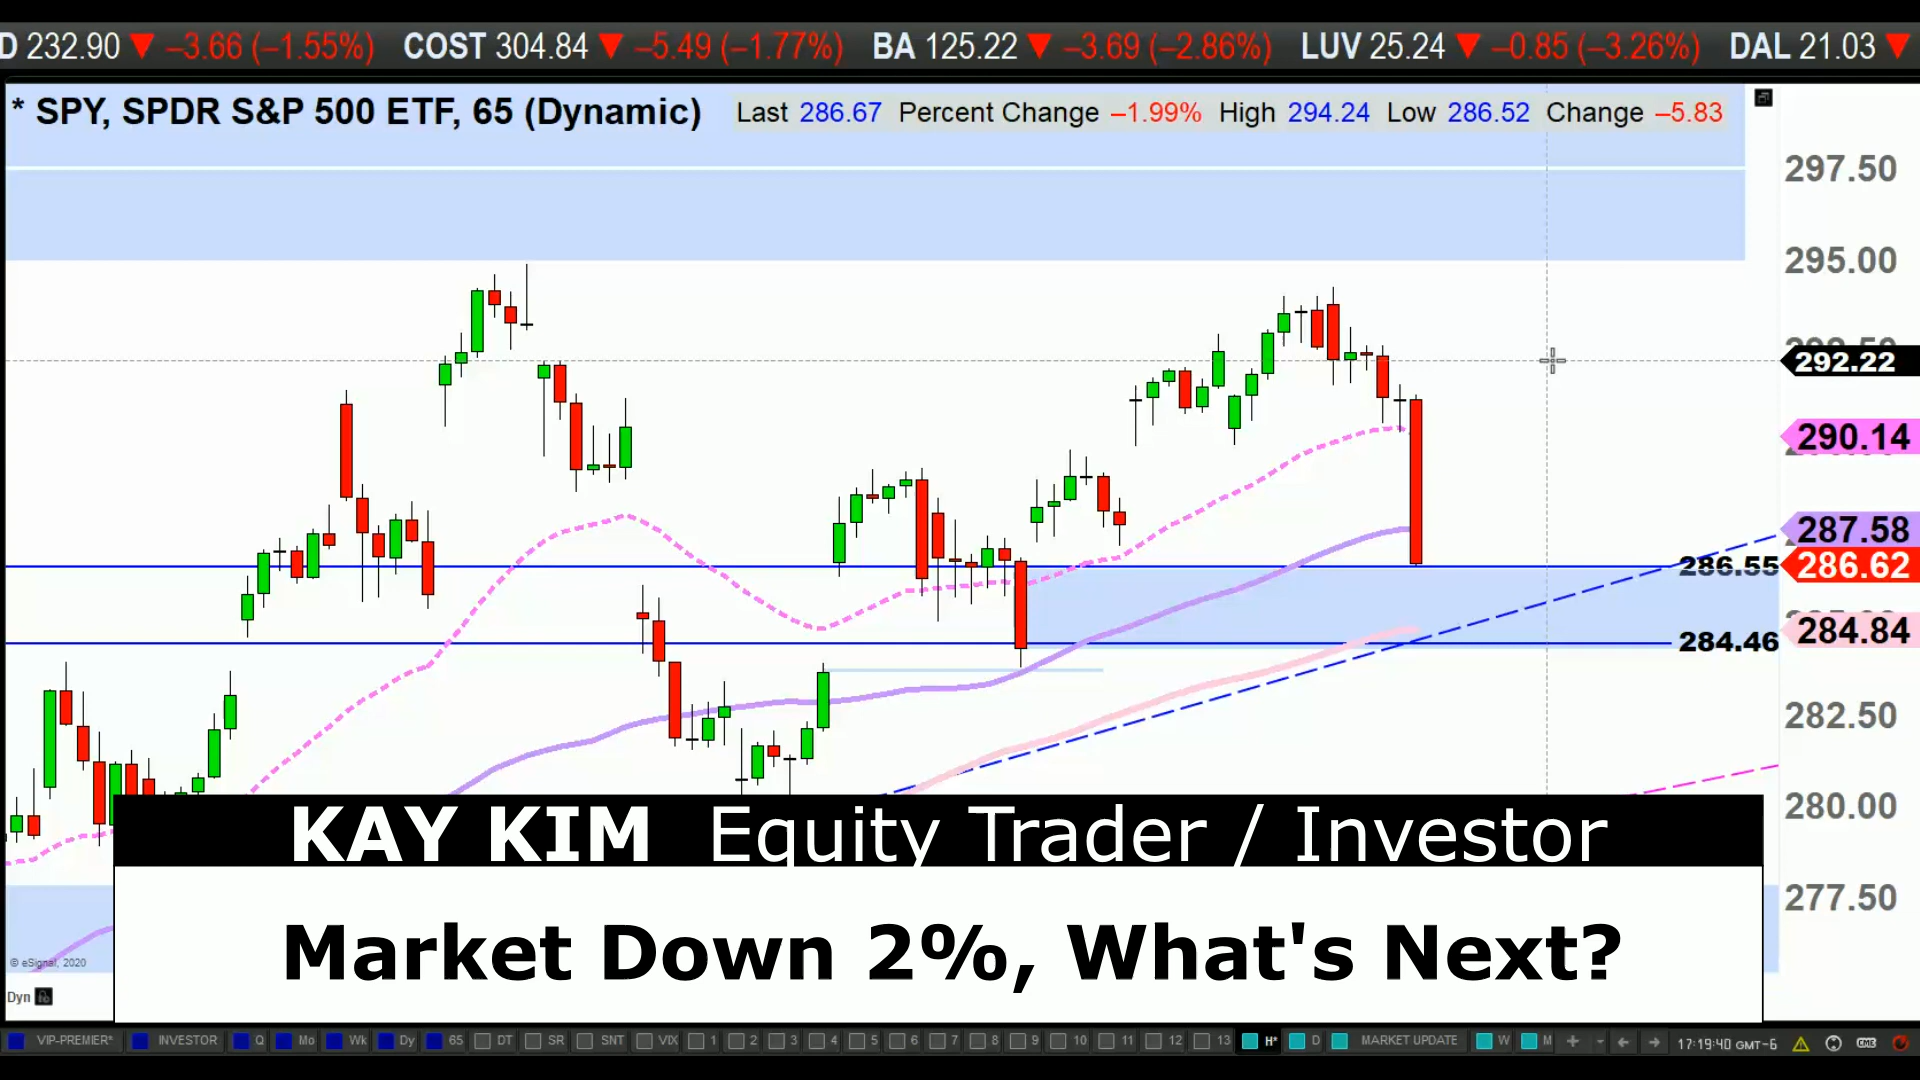 D 232.90 ▼ –3.66 (–1.55%) COST 304.84 ▼ –5.49 (–1.77%) BA 125.22 ▼ –3.69 (–2.86%) LUV 25.24 ▼ –0.85 (–3.26%) DAL 21.03 ▼
* SPY, SPDR S&P 500 ETF, 65 (Dynamic) Last 286.67 Percent Change –1.99% High 294.24 Low 286.52 Change –5.83
297.50
295.00
292.22
290.14
287.58
286.55 286.62
284.46 284.84
282.50
280.00
277.50
KAY KIM Equity Trader / Investor
Market Down 2%, What's Next?
© eSignal, 2020
Dyn
VIP-PREMIER* INVESTOR Q Mo Wk Dy 65 DT SR SNT VIX 1 2 3 4 5 6 7 8 9 10 11 12 13 H* D MARKET UPDATE W M 17:19:40 GMT-6